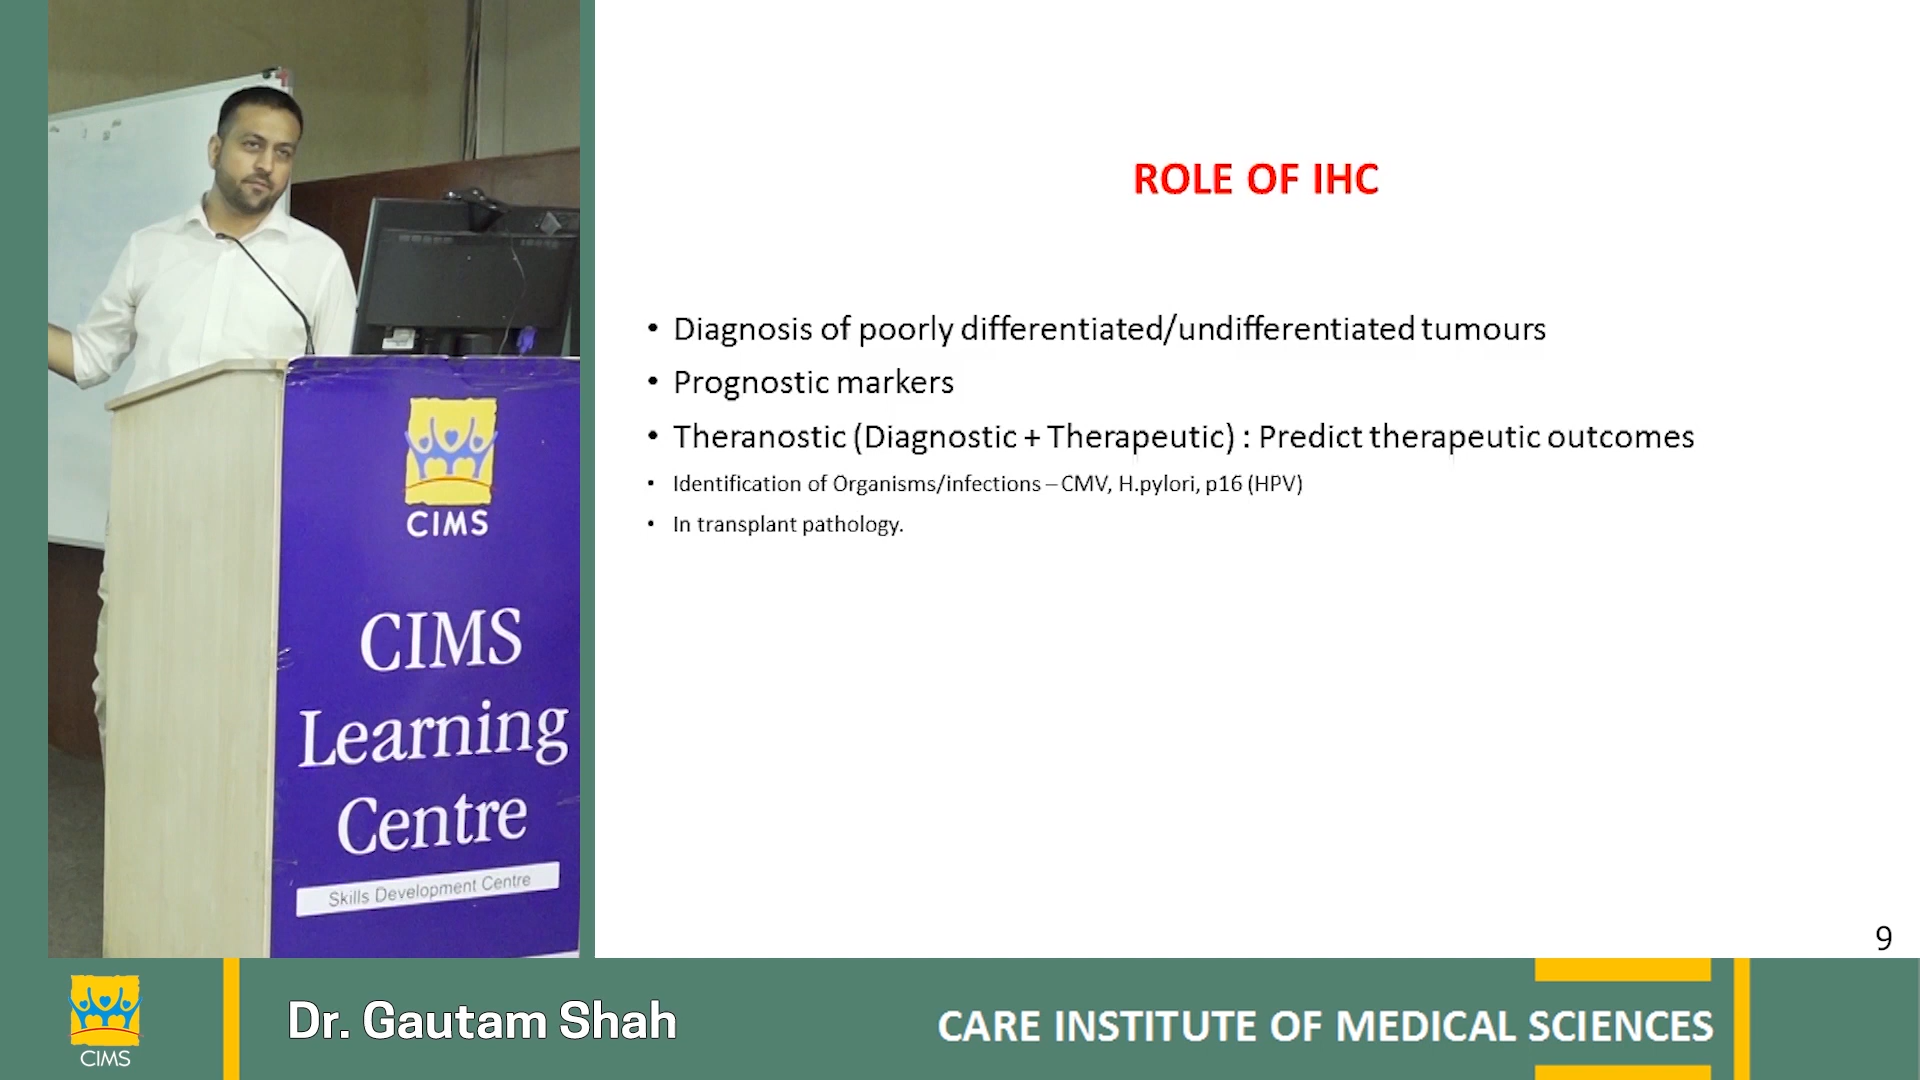 ROLE OF IHC
• Diagnosis of poorly differentiated/undifferentiated tumours
• Prognostic markers
• Theranostic (Diagnostic + Therapeutic) : Predict therapeutic outcomes
• Identification of Organisms/infections – CMV, H.pylori, p16 (HPV)
• In transplant pathology.
9
CIMS
CIMS
Learning
Centre
Skills Development Centre
CIMS
Dr. Gautam Shah
CARE INSTITUTE OF MEDICAL SCIENCES